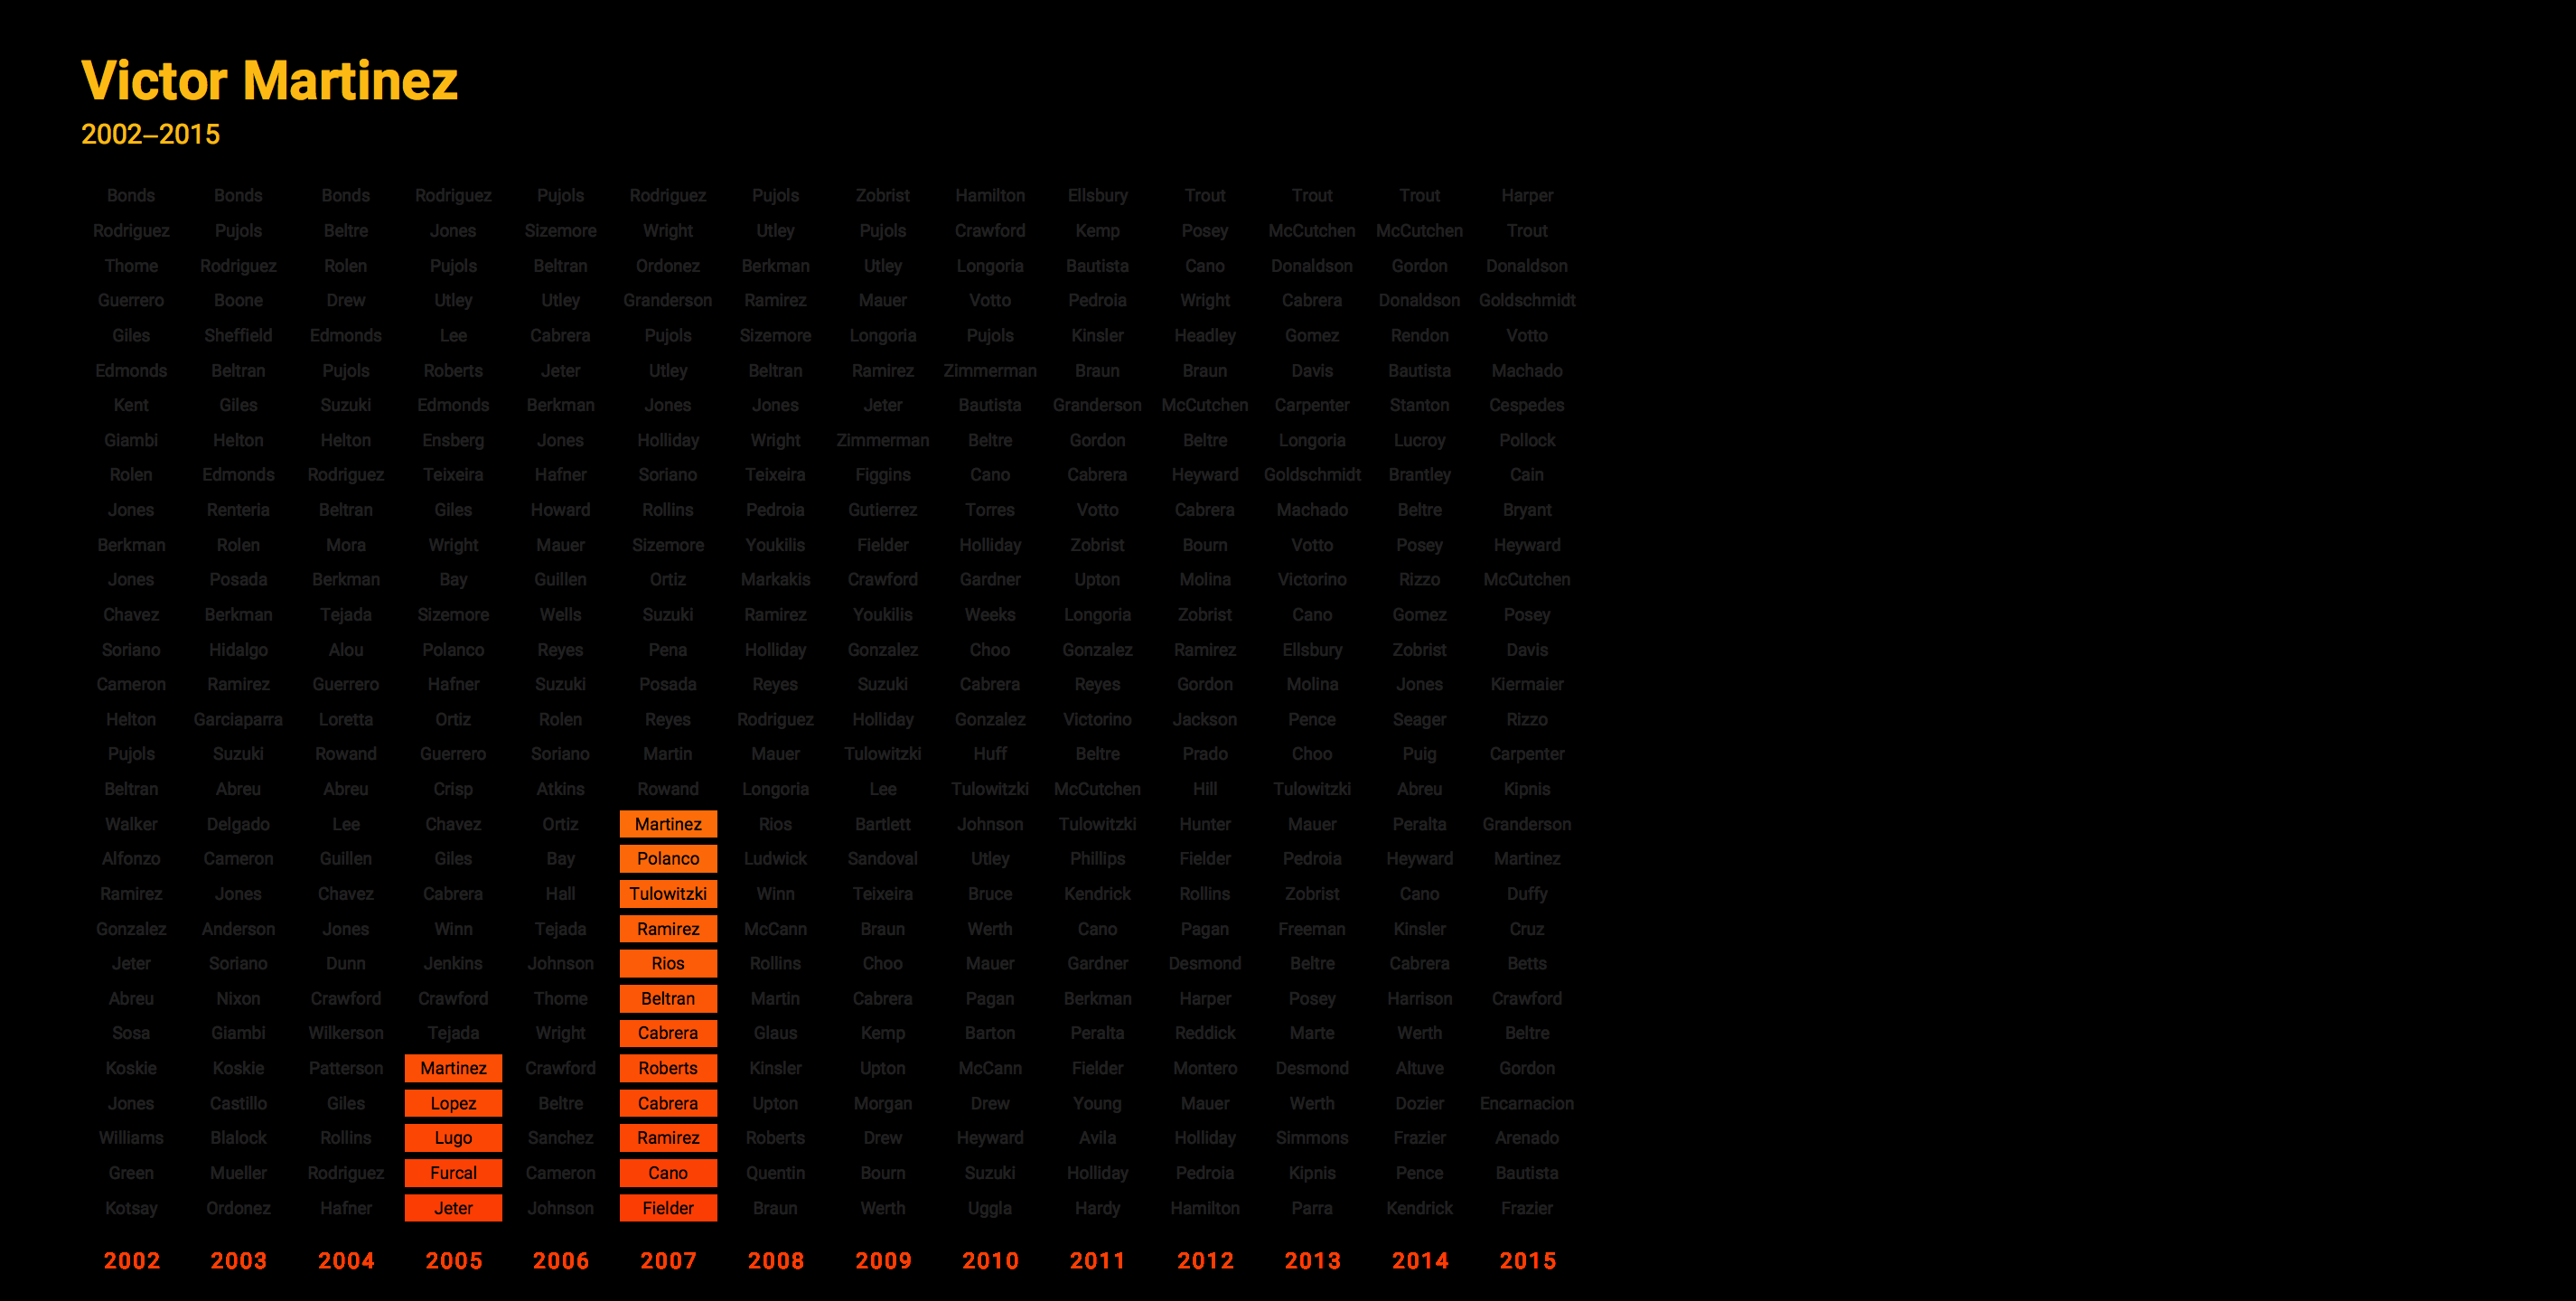 Victor Martinez
2002–2015
Bonds Bonds Bonds Rodriguez Pujols Rodriguez Pujols Zobrist Hamilton Ellsbury Trout Trout Trout Harper
Rodriguez Pujols Beltre Jones Sizemore Wright Utley Pujols Crawford Kemp Posey McCutchen McCutchen Trout
Thome Rodriguez Rolen Pujols Beltran Ordonez Berkman Utley Longoria Bautista Cano Donaldson Gordon Donaldson
Guerrero Boone Drew Utley Utley Granderson Ramirez Mauer Votto Pedroia Wright Cabrera Donaldson Goldschmidt
Giles Sheffield Edmonds Lee Cabrera Pujols Sizemore Longoria Pujols Kinsler Headley Gomez Rendon Votto
Edmonds Beltran Pujols Roberts Jeter Utley Beltran Ramirez Zimmerman Braun Braun Davis Bautista Machado
Kent Giles Suzuki Edmonds Berkman Jones Jones Jeter Bautista Granderson McCutchen Carpenter Stanton Cespedes
Giambi Helton Helton Ensberg Jones Holliday Wright Zimmerman Beltre Gordon Beltre Longoria Lucroy Pollock
Rolen Edmonds Rodriguez Teixeira Hafner Soriano Teixeira Figgins Cano Cabrera Heyward Goldschmidt Brantley Cain
Jones Renteria Beltran Giles Howard Rollins Pedroia Gutierrez Torres Votto Cabrera Machado Beltre Bryant
Berkman Rolen Mora Wright Mauer Sizemore Youkilis Fielder Holliday Zobrist Bourn Votto Posey Heyward
Jones Posada Berkman Bay Guillen Ortiz Markakis Crawford Gardner Upton Molina Victorino Rizzo McCutchen
Chavez Berkman Tejada Sizemore Wells Suzuki Ramirez Youkilis Weeks Longoria Zobrist Cano Gomez Posey
Soriano Hidalgo Alou Polanco Reyes Pena Holliday Gonzalez Choo Gonzalez Ramirez Ellsbury Zobrist Davis
Cameron Ramirez Guerrero Hafner Suzuki Posada Reyes Suzuki Cabrera Reyes Gordon Molina Jones Kiermaier
Helton Garciaparra Loretta Ortiz Rolen Reyes Rodriguez Holliday Gonzalez Victorino Jackson Pence Seager Rizzo
Pujols Suzuki Rowand Guerrero Soriano Martin Mauer Tulowitzki Huff Beltre Prado Choo Puig Carpenter
Beltran Abreu Abreu Crisp Atkins Rowand Longoria Lee Tulowitzki McCutchen Hill Tulowitzki Abreu Kipnis
Walker Delgado Lee Chavez Ortiz Martinez Rios Bartlett Johnson Tulowitzki Hunter Mauer Peralta Granderson
Alfonzo Cameron Guillen Giles Bay Polanco Ludwick Sandoval Utley Phillips Fielder Pedroia Heyward Martinez
Ramirez Jones Chavez Cabrera Hall Tulowitzki Winn Teixeira Bruce Kendrick Rollins Zobrist Cano Duffy
Gonzalez Anderson Jones Winn Tejada Ramirez McCann Braun Werth Cano Pagan Freeman Kinsler Cruz
Jeter Soriano Dunn Jenkins Johnson Rios Rollins Choo Mauer Gardner Desmond Beltre Cabrera Betts
Abreu Nixon Crawford Crawford Thome Beltran Martin Cabrera Pagan Berkman Harper Posey Harrison Crawford
Sosa Giambi Wilkerson Tejada Wright Cabrera Glaus Kemp Barton Peralta Reddick Marte Werth Beltre
Koskie Koskie Patterson Martinez Crawford Roberts Kinsler Upton McCann Fielder Montero Desmond Altuve Gordon
Jones Castillo Giles Lopez Beltre Cabrera Upton Morgan Drew Young Mauer Werth Dozier Encarnacion
Williams Blalock Rollins Lugo Sanchez Ramirez Roberts Drew Heyward Avila Holliday Simmons Frazier Arenado
Green Mueller Rodriguez Furcal Cameron Cano Quentin Bourn Suzuki Holliday Pedroia Kipnis Pence Bautista
Kotsay Ordonez Hafner Jeter Johnson Fielder Braun Werth Uggla Hardy Hamilton Parra Kendrick Frazier
2002 2003 2004 2005 2006 2007 2008 2009 2010 2011 2012 2013 2014 2015